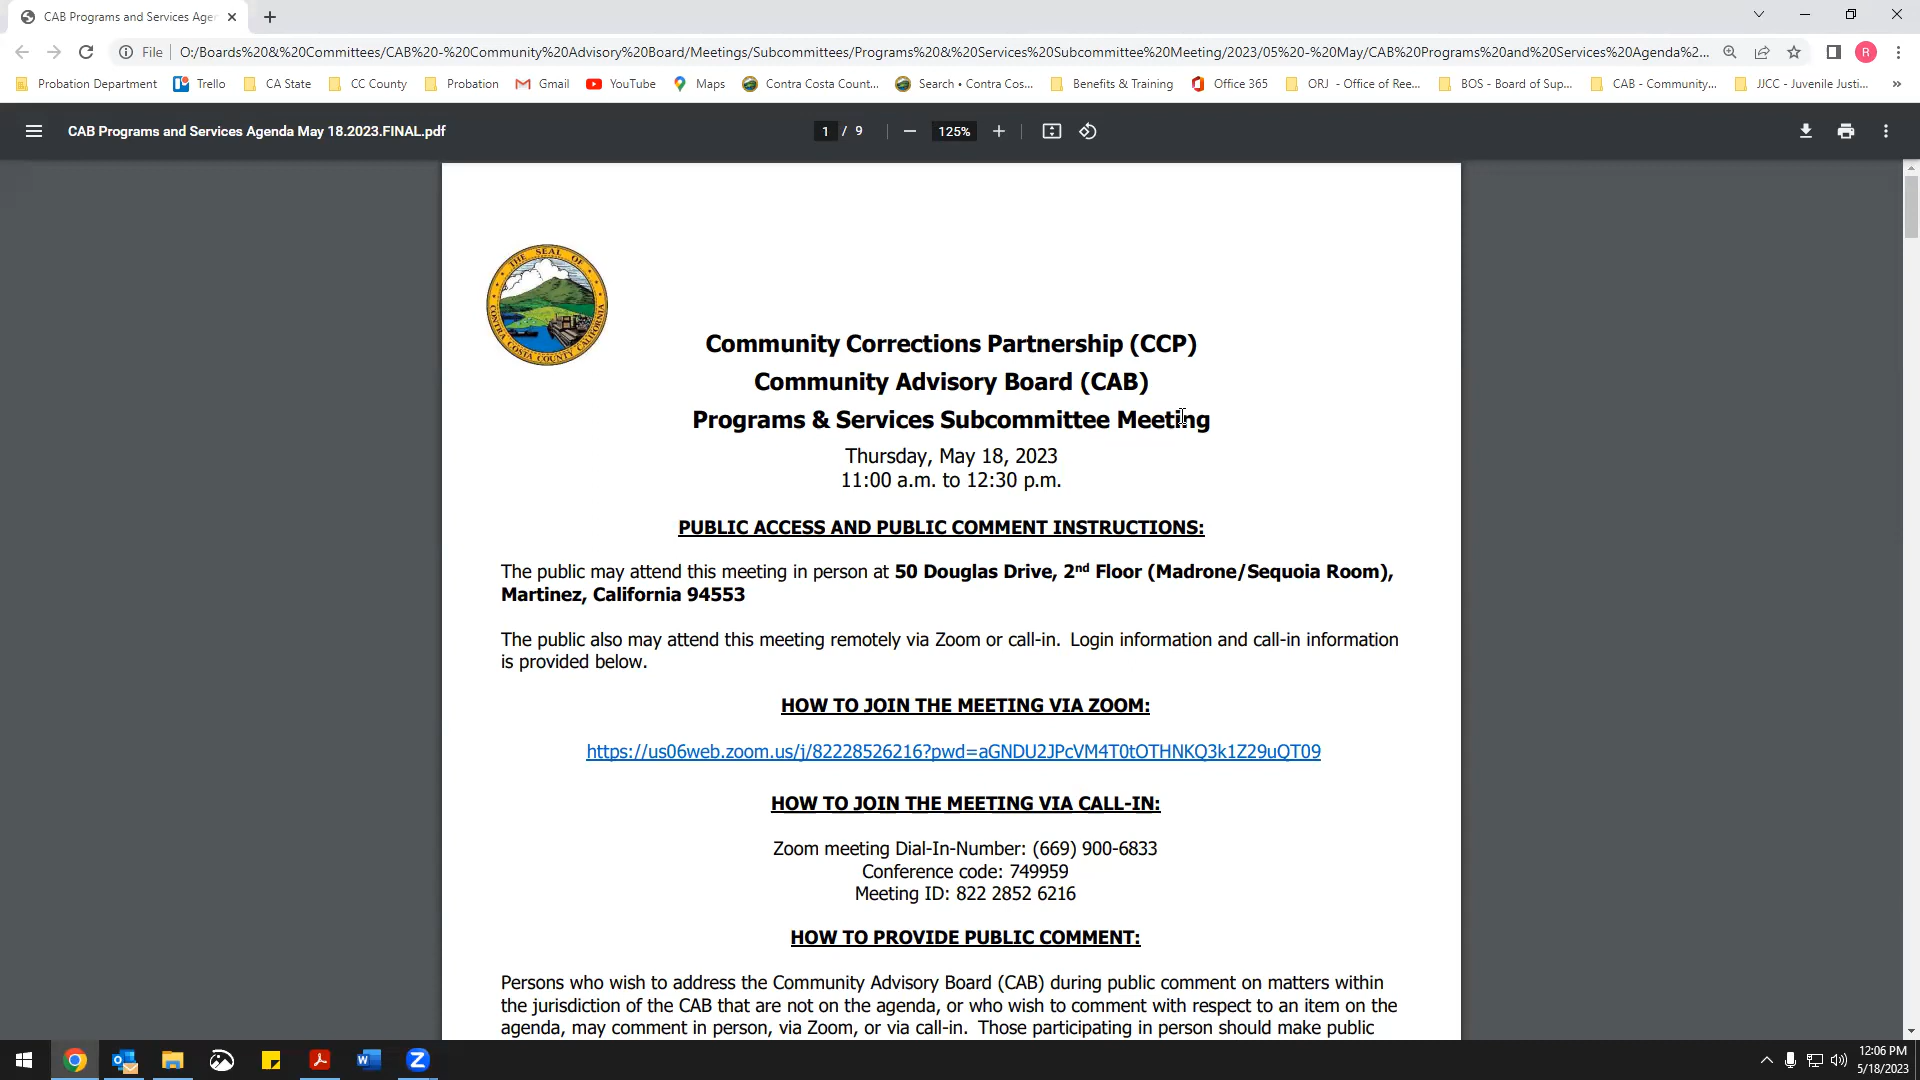 CAB Programs and Services Ager
File
O:/Boards%20&%20Committees/CAB%20-%20Community%20Advisory%20Board/Meetings/Subcommittees/Programs%20&%20Services%20Subcommittee%20Meeting/2023/05%20-%20May/CAB%20Programs%20and%20Services%20Agenda%2...
R
Probation Department
Trello
CA State
CC County
Probation
Gmail
YouTube
Maps
Contra Costa Count...
Search • Contra Cos...
Benefits & Training
Office 365
ORJ - Office of Ree...
BOS - Board of Sup...
CAB - Community...
JJCC - Juvenile Justi...
CAB Programs and Services Agenda May 18.2023.FINAL.pdf
1 / 9
125%
THE SEAL OF
CONTRA COSTA COUNTY CALIFORNIA
Community Corrections Partnership (CCP)
Community Advisory Board (CAB)
Programs & Services Subcommittee Meeting
Thursday, May 18, 2023
11:00 a.m. to 12:30 p.m.
PUBLIC ACCESS AND PUBLIC COMMENT INSTRUCTIONS:
The public may attend this meeting in person at 50 Douglas Drive, 2nd Floor (Madrone/Sequoia Room),
Martinez, California 94553
The public also may attend this meeting remotely via Zoom or call-in. Login information and call-in information
is provided below.
HOW TO JOIN THE MEETING VIA ZOOM:
https://us06web.zoom.us/j/82228526216?pwd=aGNDU2JPcVM4T0tOTHNKQ3k1Z29uQT09
HOW TO JOIN THE MEETING VIA CALL-IN:
Zoom meeting Dial-In-Number: (669) 900-6833
Conference code: 749959
Meeting ID: 822 2852 6216
HOW TO PROVIDE PUBLIC COMMENT:
Persons who wish to address the Community Advisory Board (CAB) during public comment on matters within
the jurisdiction of the CAB that are not on the agenda, or who wish to comment with respect to an item on the
agenda, may comment in person, via Zoom, or via call-in. Those participating in person should make public
12:06 PM
5/18/2023